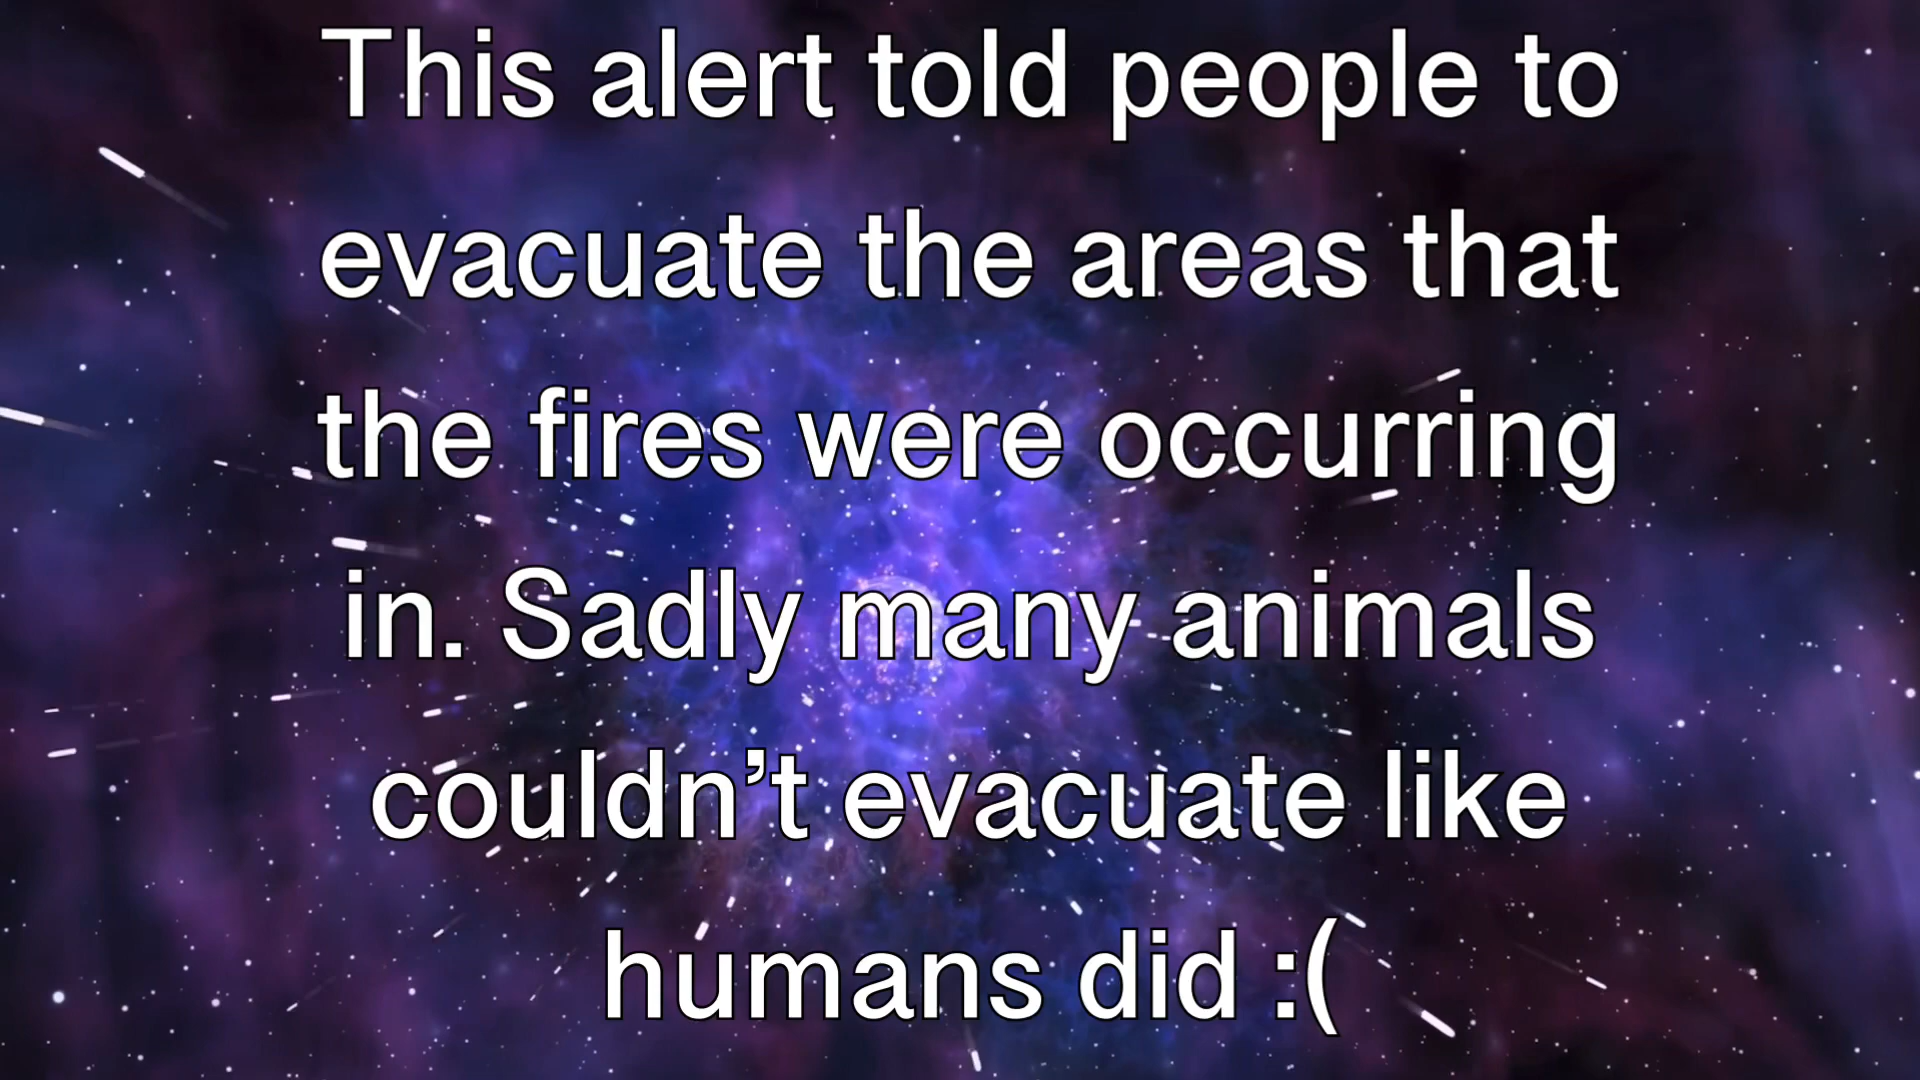 This alert told people to
evacuate the areas that
the fires were occurring
in. Sadly many animals
couldn’t evacuate like
humans did :(